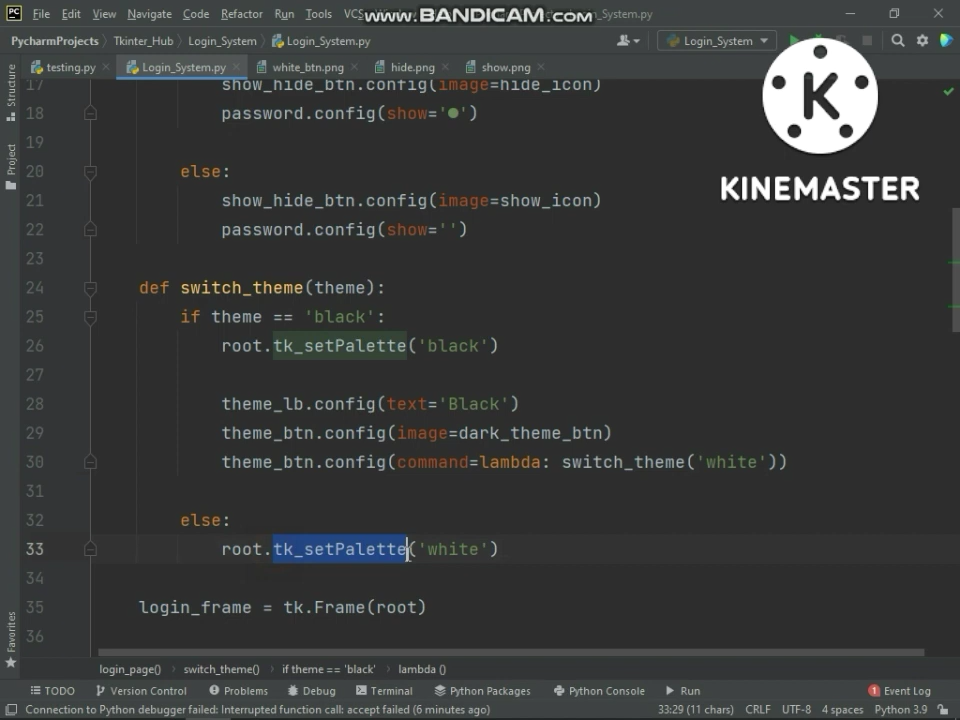 PC File Edit View Navigate Code Refactor Run Tools VCS www.BANDICAM.com _System.py
PycharmProjects Tkinter_Hub Login_System Login_System.py Login_System
testing.py Login_System.py white_btn.png hide.png show.png
K
KINEMASTER
Structure
Project
Favorites
17 show_hide_btn.config(image=hide_icon)
18 password.config(show='●')
19
20 else:
21 show_hide_btn.config(image=show_icon)
22 password.config(show='')
23
24 def switch_theme(theme):
25 if theme == 'black':
26 root.tk_setPalette('black')
27
28 theme_lb.config(text='Black')
29 theme_btn.config(image=dark_theme_btn)
30 theme_btn.config(command=lambda: switch_theme('white'))
31
32 else:
33 root.tk_setPalette('white')
34
35 login_frame = tk.Frame(root)
36
login_page() switch_theme() if theme == 'black' lambda ()
TODO Version Control Problems Debug Terminal Python Packages Python Console Run 1 Event Log
Connection to Python debugger failed: Interrupted function call: accept failed (6 minutes ago) 33:29 (11 chars) CRLF UTF-8 4 spaces Python 3.9